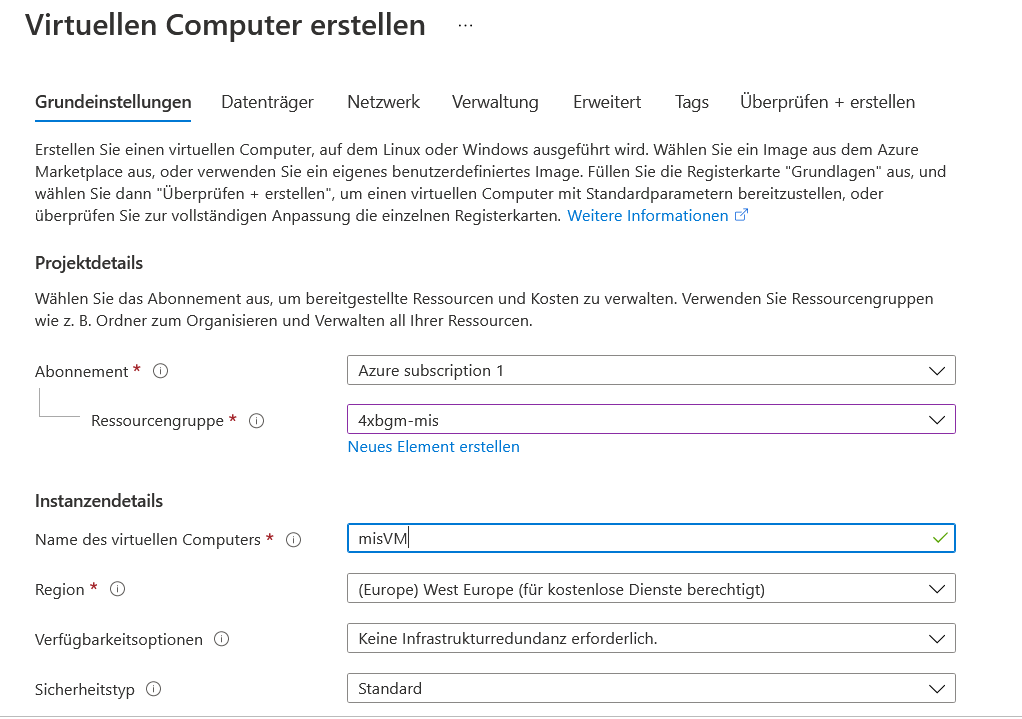 Virtuellen Computer erstellen ...
Grundeinstellungen Datenträger Netzwerk Verwaltung Erweitert Tags Überprüfen + erstellen
Erstellen Sie einen virtuellen Computer, auf dem Linux oder Windows ausgeführt wird. Wählen Sie ein Image aus dem Azure
Marketplace aus, oder verwenden Sie ein eigenes benutzerdefiniertes Image. Füllen Sie die Registerkarte "Grundlagen" aus, und
wählen Sie dann "Überprüfen + erstellen", um einen virtuellen Computer mit Standardparametern bereitzustellen, oder
überprüfen Sie zur vollständigen Anpassung die einzelnen Registerkarten. Weitere Informationen
Projektdetails
Wählen Sie das Abonnement aus, um bereitgestellte Ressourcen und Kosten zu verwalten. Verwenden Sie Ressourcengruppen
wie z. B. Ordner zum Organisieren und Verwalten all Ihrer Ressourcen.
Abonnement * Azure subscription 1
Ressourcengruppe * 4xbgm-mis
Neues Element erstellen
Instanzendetails
Name des virtuellen Computers * misVM
Region * (Europe) West Europe (für kostenlose Dienste berechtigt)
Verfügbarkeitsoptionen Keine Infrastrukturredundanz erforderlich.
Sicherheitstyp Standard